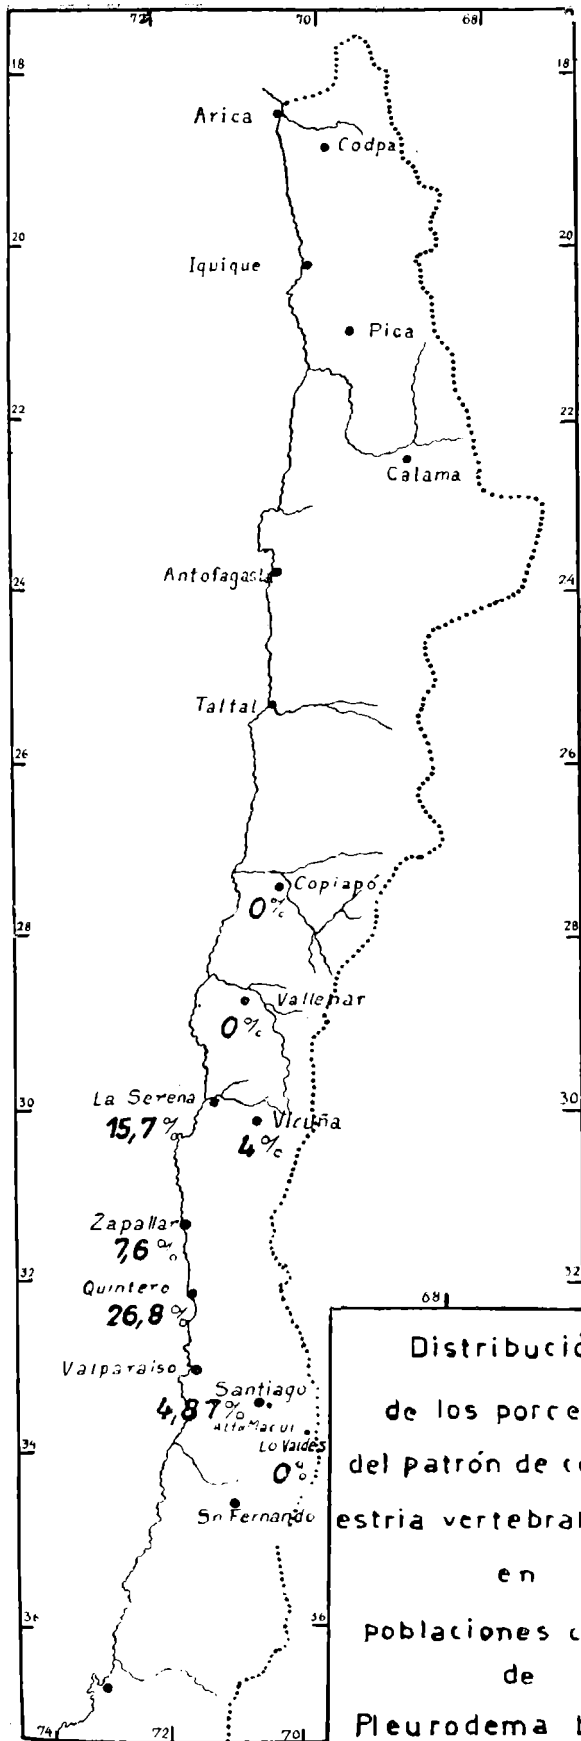 72 70 68
18 18
Arica
Codpa
20 20
Iquique
Pica
22 22
Calama
Antofagasta
24 24
Taltal
26 26
Copiapó
0%
28 28
Vallenar
0%
La Serena 30 30
15,7% Vicuña
4%
Zapallar
7,6%
32 32
Quintero
26,8%
68
Valparaiso
Santiago
4,87%
Alto Macul
Lo Valdes
34
0%
Sn Fernando
36 36
74 72 70
Distribució
de los porce
del patrón de co
estria vertebral
en
poblaciones c
de
Pleurodema b